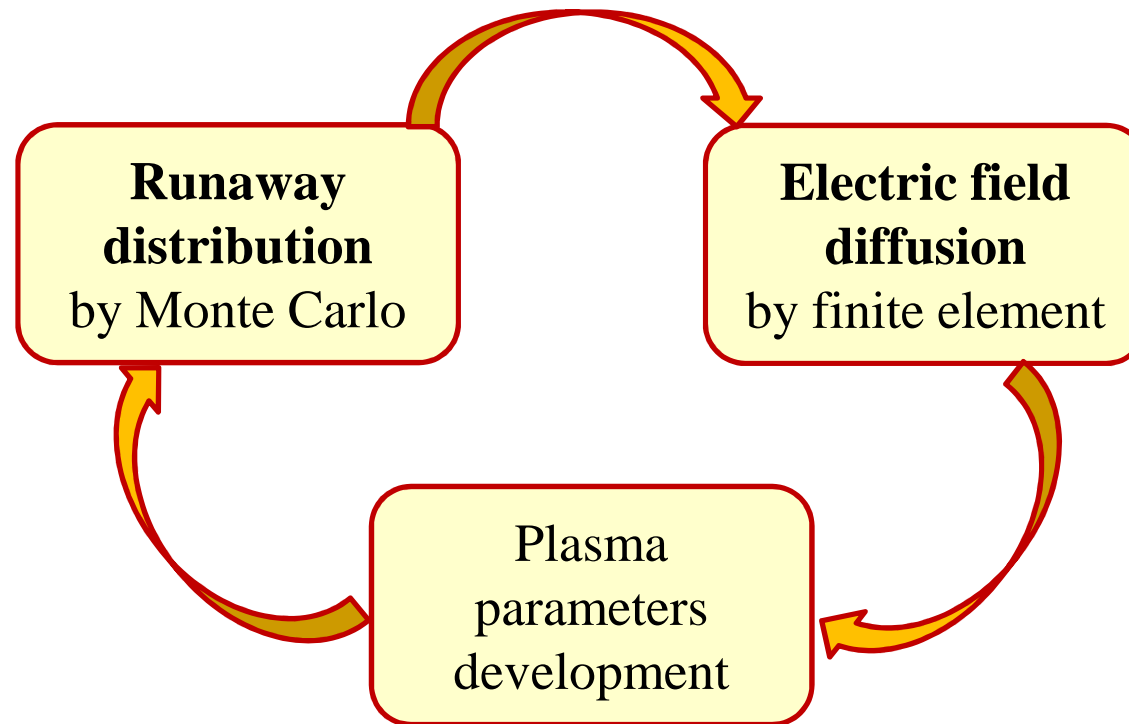 Runaway
distribution
by Monte Carlo
Electric field
diffusion
by finite element
Plasma
parameters
development